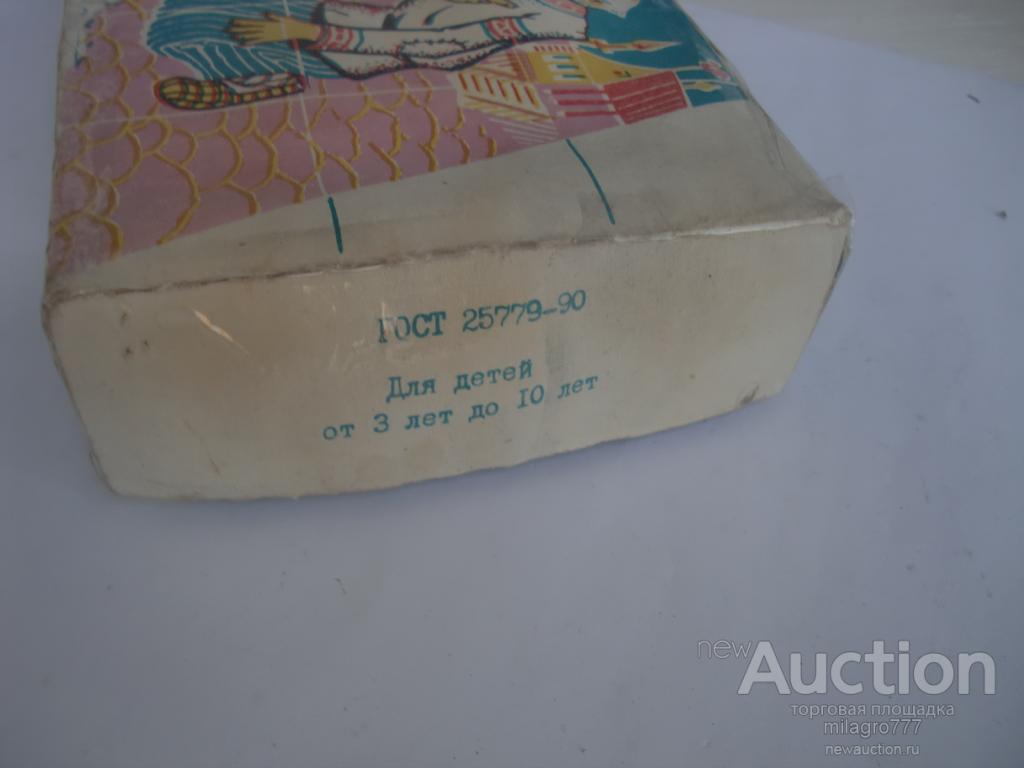 ГОСТ 25779-90
Для детей
от 3 лет до 10 лет
newAuction
торговая площадка
milagro777
newauction.ru